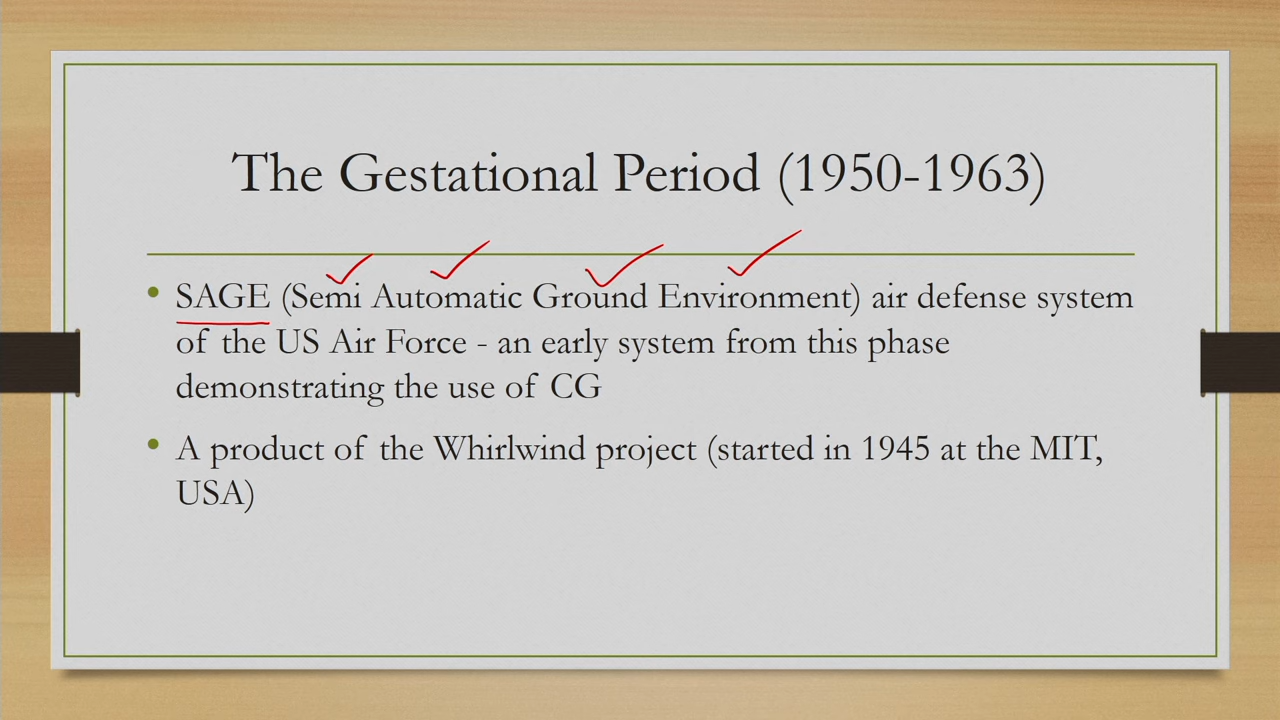 The Gestational Period (1950-1963)
• SAGE (Semi Automatic Ground Environment) air defense system
of the US Air Force - an early system from this phase
demonstrating the use of CG
• A product of the Whirlwind project (started in 1945 at the MIT,
USA)